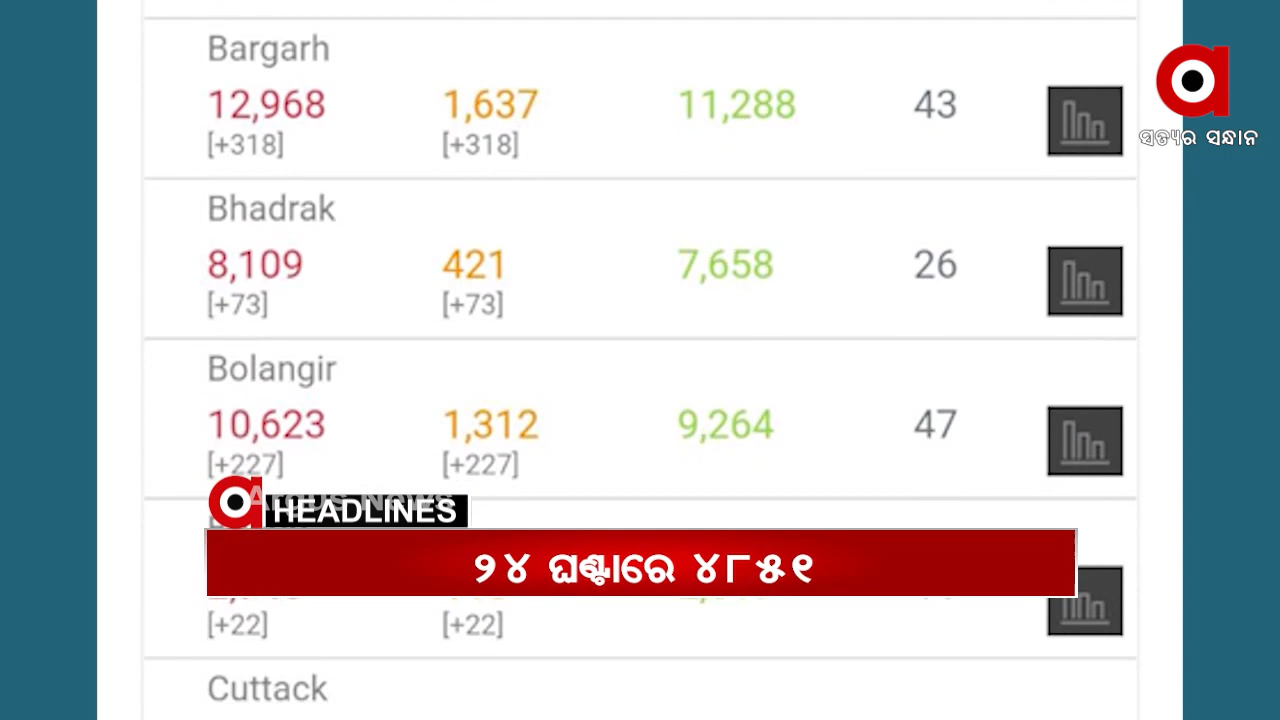 Bargarh
12,968 1,637 11,288 43
[+318] [+318]
ସତ୍ୟର ସନ୍ଧାନ
Bhadrak
8,109 421 7,658 26
[+73] [+73]
Bolangir
10,623 1,312 9,264 47
[+227] [+227]
Argus News
HEADLINES
୨୪ ଘଣ୍ଟାରେ ୪୮୫୧
[+22] [+22]
Cuttack